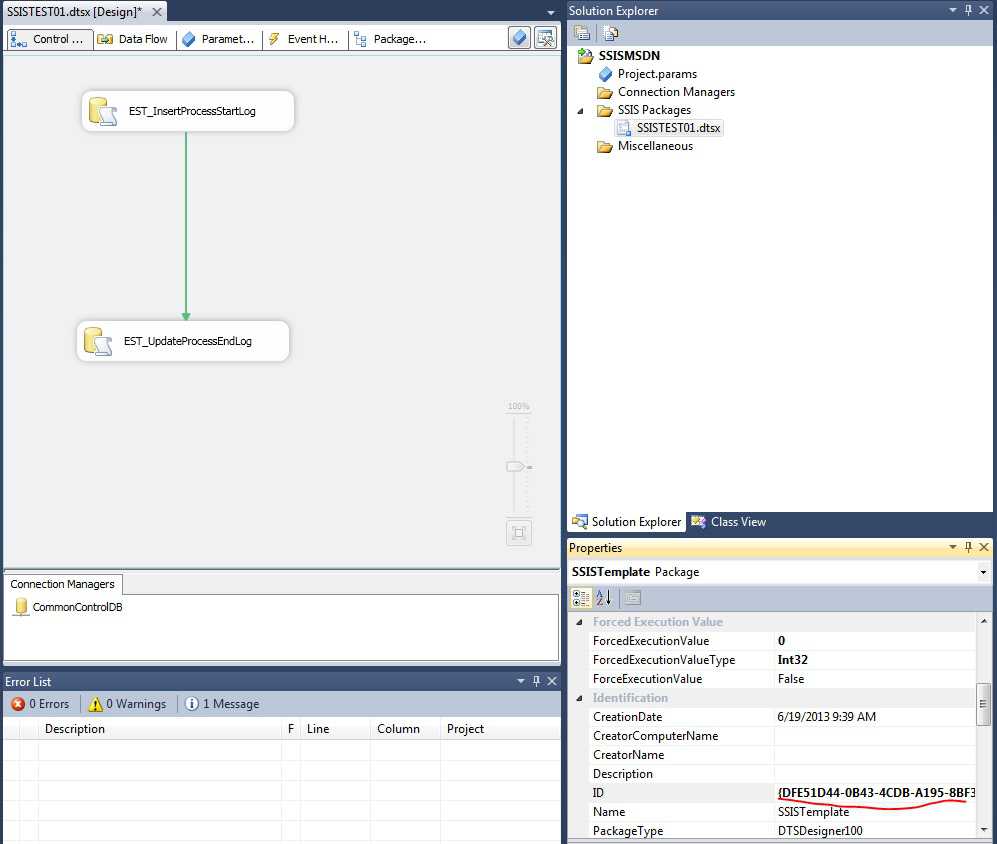 SSISTEST01.dtsx [Design]*
Control ...
Data Flow
Paramet...
Event H...
Package...
EST_InsertProcessStartLog
EST_UpdateProcessEndLog
100%
Connection Managers
CommonControlDB
Error List
0 Errors
0 Warnings
1 Message
Description F Line Column Project
Solution Explorer
SSISMSDN
Project.params
Connection Managers
SSIS Packages
SSISTEST01.dtsx
Miscellaneous
Solution Explorer
Class View
Properties
SSISTemplate Package
Forced Execution Value
ForcedExecutionValue 0
ForcedExecutionValueType Int32
ForceExecutionValue False
Identification
CreationDate 6/19/2013 9:39 AM
CreatorComputerName
CreatorName
Description
ID {DFE51D44-0B43-4CDB-A195-8BF3
Name SSISTemplate
PackageType DTSDesigner100